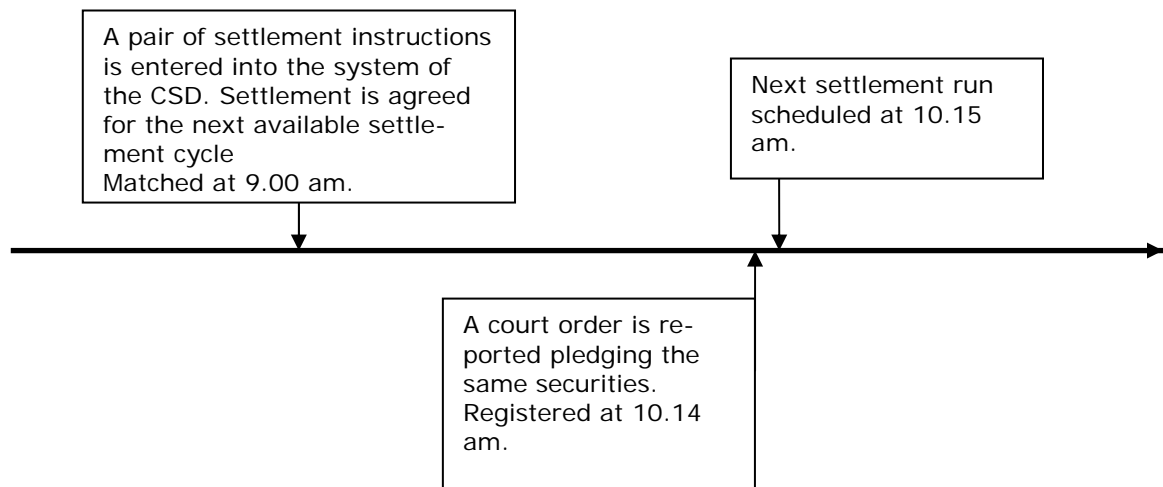 A pair of settlement instructions
is entered into the system of
the CSD. Settlement is agreed
for the next available settle-
ment cycle
Matched at 9.00 am.
Next settlement run
scheduled at 10.15
am.
A court order is re-
ported pledging the
same securities.
Registered at 10.14
am.